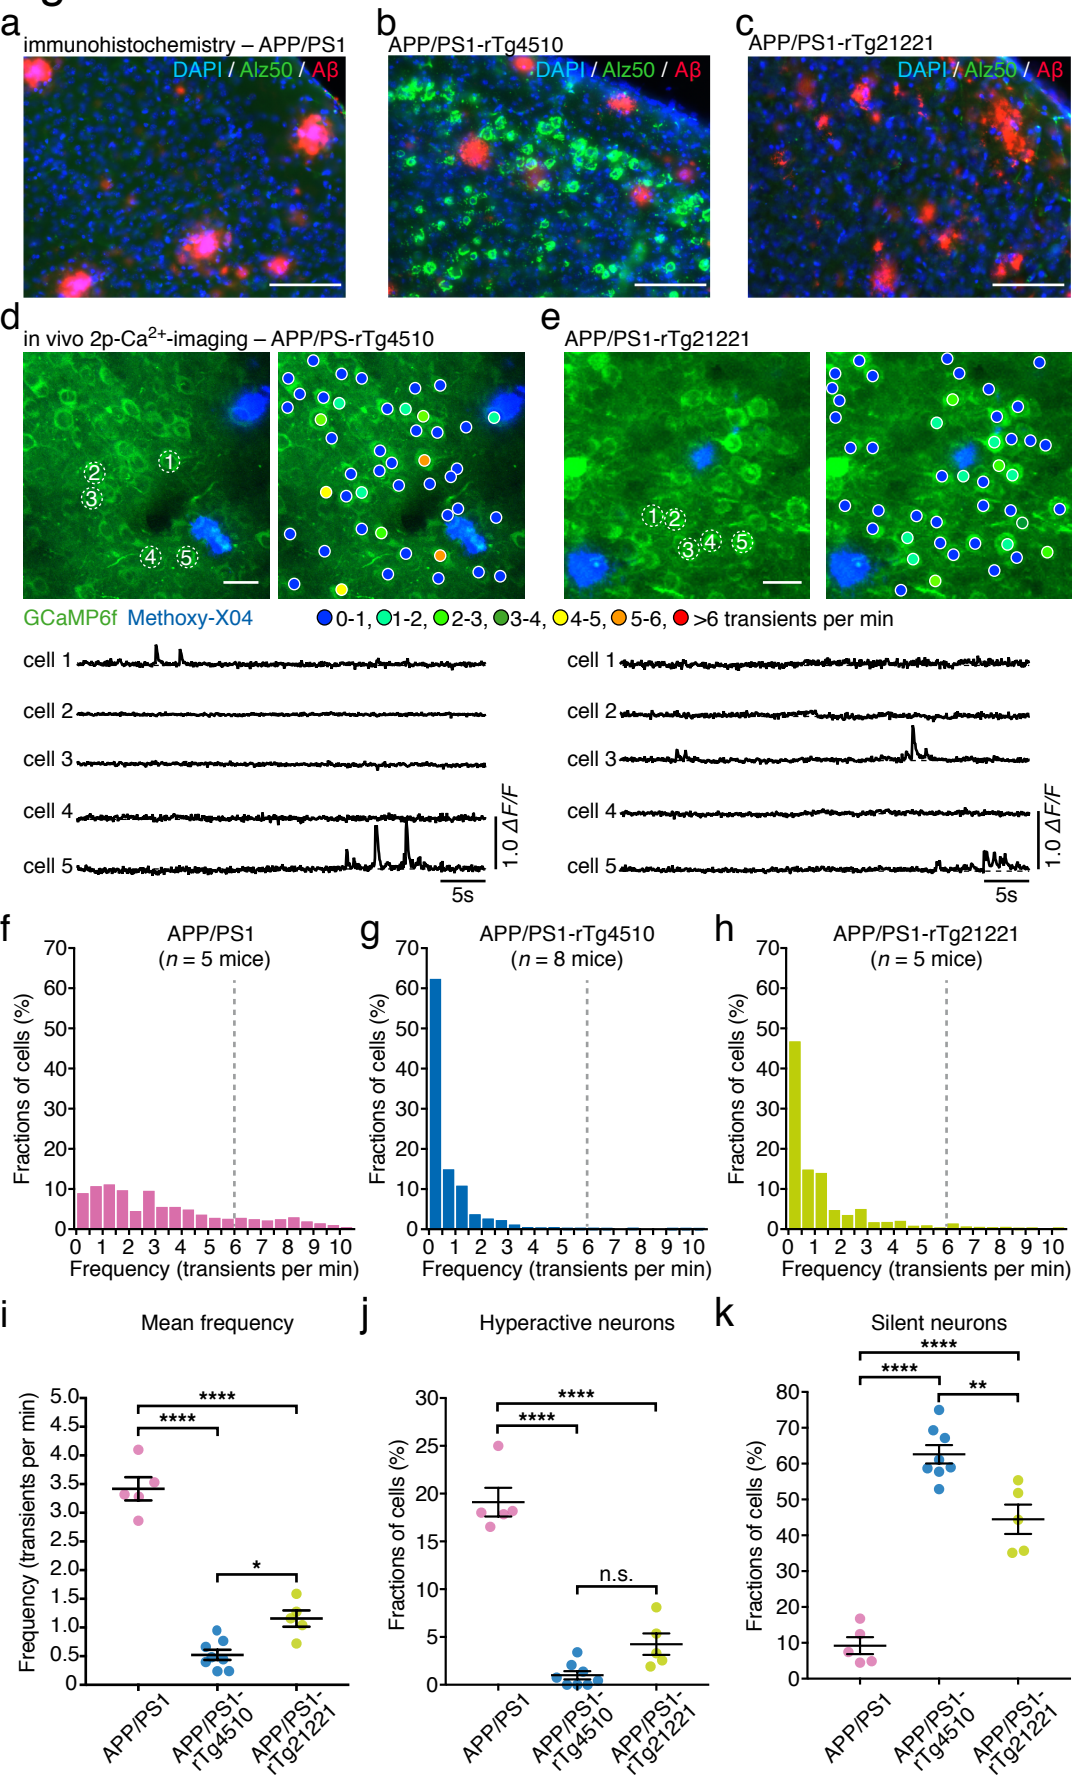 a
immunohistochemistry – APP/PS1
DAPI / Alz50 / Aβ
b
APP/PS1-rTg4510
DAPI / Alz50 / Aβ
c
APP/PS1-rTg21221
DAPI / Alz50 / Aβ
d
in vivo 2p-Ca2+-imaging – APP/PS-rTg4510
1
2
3
4
5
e
APP/PS1-rTg21221
1
2
3
4
5
GCaMP6f Methoxy-X04
0-1, 1-2, 2-3, 3-4, 4-5, 5-6, >6 transients per min
cell 1
cell 2
cell 3
cell 4
cell 5
1.0 ΔF/F
5s
cell 1
cell 2
cell 3
cell 4
cell 5
1.0 ΔF/F
5s
f
APP/PS1
(n = 5 mice)
Fractions of cells (%)
70
60
50
40
30
20
10
0
0 1 2 3 4 5 6 7 8 9 10
Frequency (transients per min)
g
APP/PS1-rTg4510
(n = 8 mice)
Fractions of cells (%)
70
60
50
40
30
20
10
0
0 1 2 3 4 5 6 7 8 9 10
Frequency (transients per min)
h
APP/PS1-rTg21221
(n = 5 mice)
Fractions of cells (%)
70
60
50
40
30
20
10
0
0 1 2 3 4 5 6 7 8 9 10
Frequency (transients per min)
i
Mean frequency
Frequency (transients per min)
5.0
4.5
4.0
3.5
3.0
2.5
2.0
1.5
1.0
0.5
0
****
****
*
APP/PS1
APP/PS1-
rTg4510
APP/PS1-
rTg21221
j
Hyperactive neurons
Fractions of cells (%)
30
25
20
15
10
5
0
****
****
n.s.
APP/PS1
APP/PS1-
rTg4510
APP/PS1-
rTg21221
k
Silent neurons
Fractions of cells (%)
80
70
60
50
40
30
20
10
0
****
****
**
APP/PS1
APP/PS1-
rTg4510
APP/PS1-
rTg21221